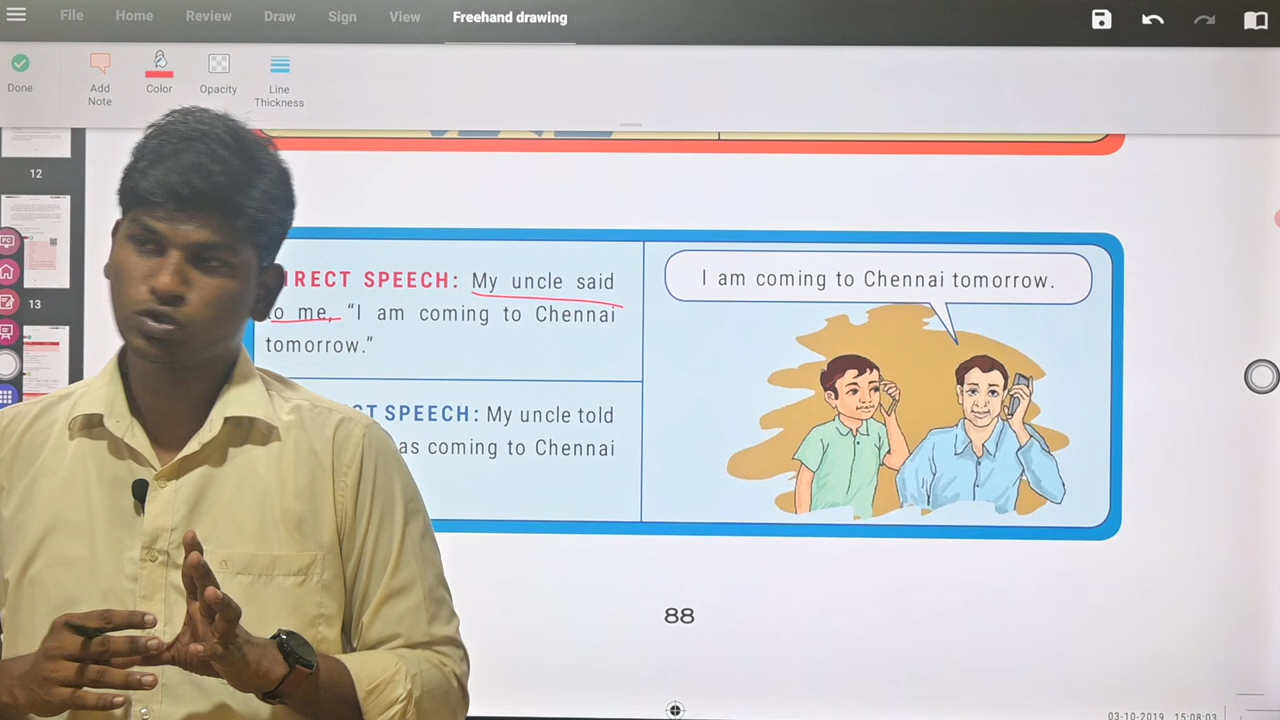 File Home Review Draw Sign View Freehand drawing
Done
Add
Note
Color
Opacity
Line
Thickness
12
13
IRECT SPEECH: My uncle said
to me, “I am coming to Chennai
tomorrow.”
CT SPEECH: My uncle told
as coming to Chennai
I am coming to Chennai tomorrow.
88
03-10-2019 15:08:03